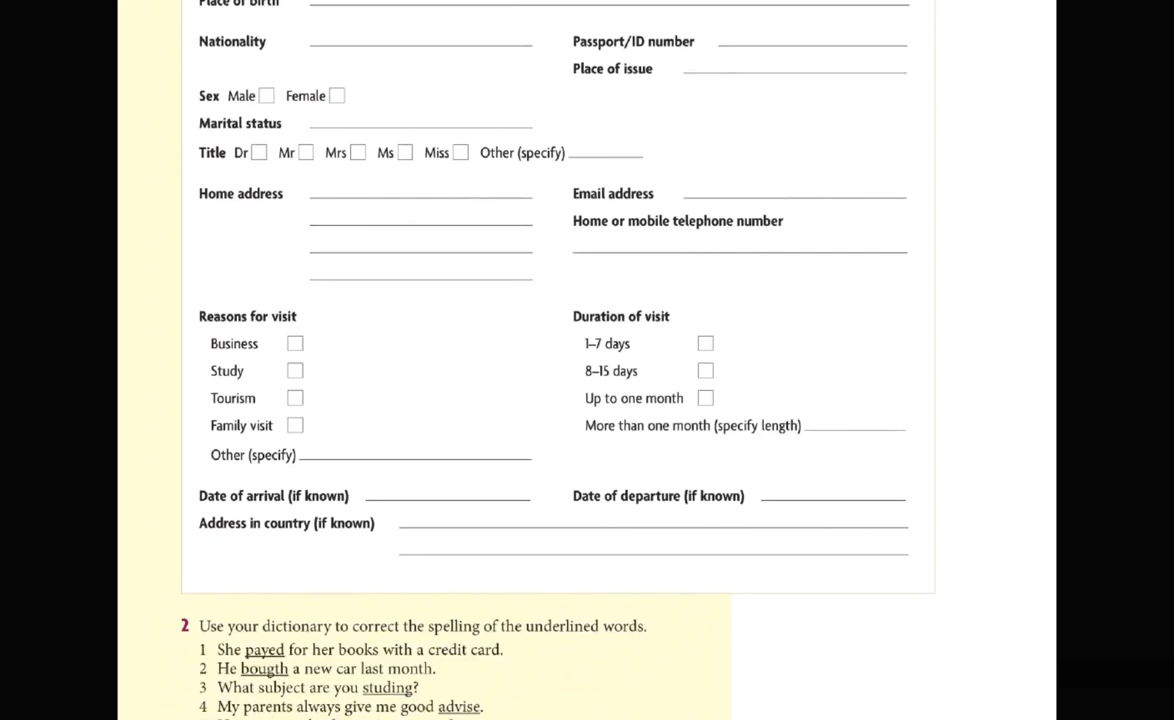 Place of birth
Nationality
Passport/ID number
Place of issue
Sex Male Female
Marital status
Title Dr Mr Mrs Ms Miss Other (specify)
Home address
Email address
Home or mobile telephone number
Reasons for visit
Duration of visit
Business
1–7 days
Study
8–15 days
Tourism
Up to one month
Family visit
More than one month (specify length)
Other (specify)
Date of arrival (if known)
Date of departure (if known)
Address in country (if known)
2 Use your dictionary to correct the spelling of the underlined words.
1 She payed for her books with a credit card.
2 He bougth a new car last month.
3 What subject are you studing?
4 My parents always give me good advise.